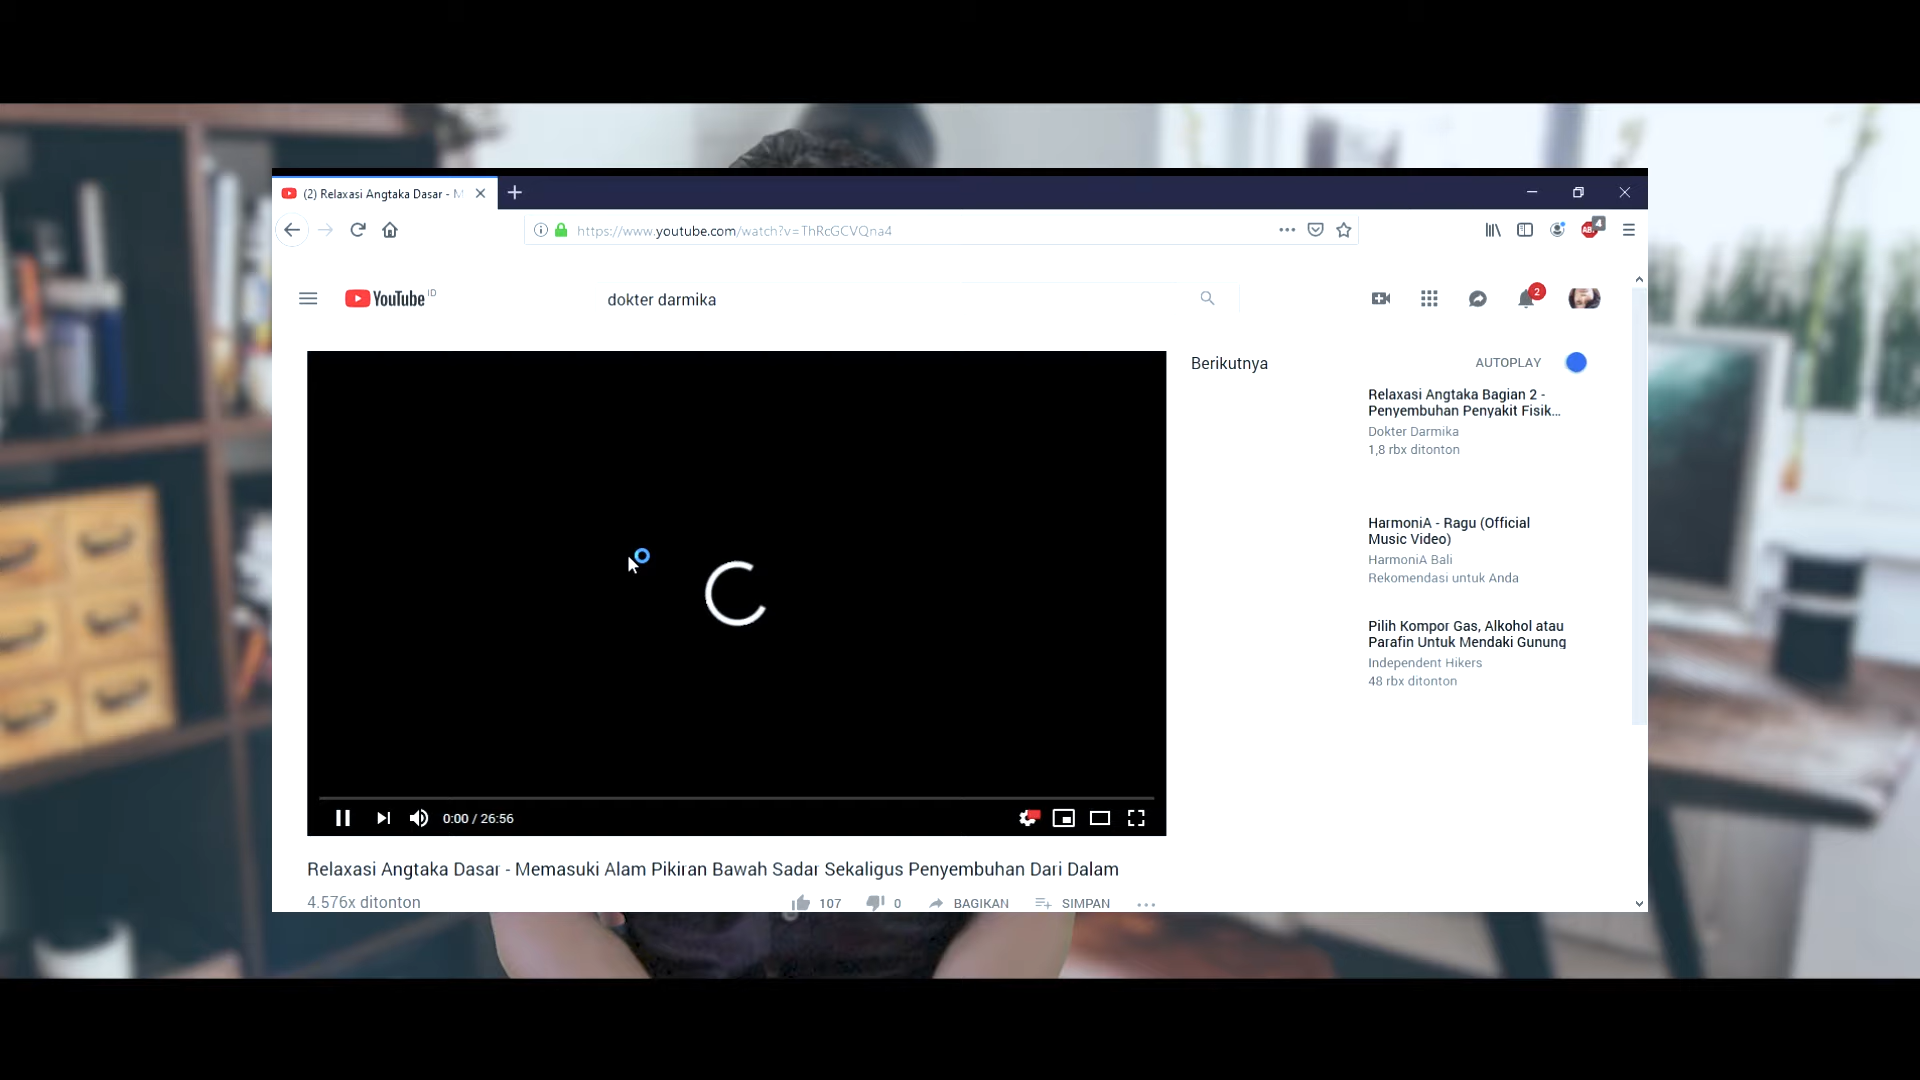 (2) Relaxasi Angtaka Dasar - M
https://www.youtube.com/watch?v=ThRcGCVQna4
4
YouTube ID
dokter darmika
2
Berikutnya
AUTOPLAY
Relaxasi Angtaka Bagian 2 -
Penyembuhan Penyakit Fisik...
Dokter Darmika
1,8 rbx ditonton
HarmoniA - Ragu (Official
Music Video)
HarmoniA Bali
Rekomendasi untuk Anda
Pilih Kompor Gas, Alkohol atau
Parafin Untuk Mendaki Gunung
Independent Hikers
48 rbx ditonton
0:00 / 26:56
Relaxasi Angtaka Dasar - Memasuki Alam Pikiran Bawah Sadar Sekaligus Penyembuhan Dari Dalam
4.576x ditonton
107
0
BAGIKAN
SIMPAN